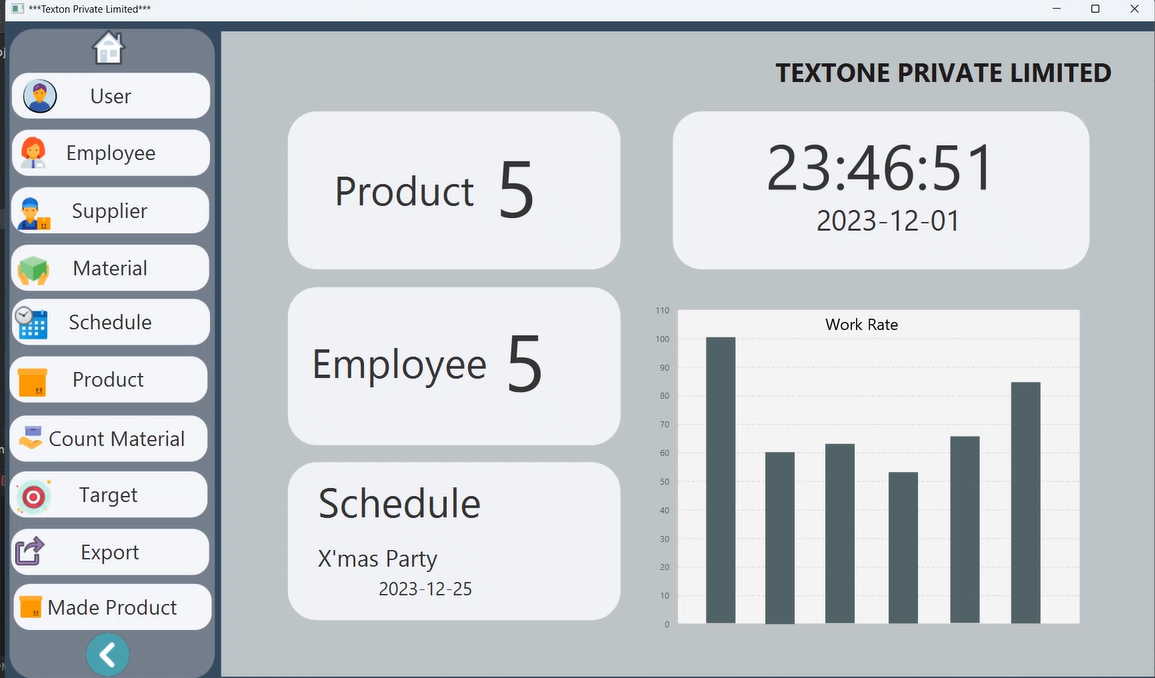 ***Texton Private Limited***
User
Employee
Supplier
Material
Schedule
Product
Count Material
Target
Export
Made Product
TEXTONE PRIVATE LIMITED
Product 5
23:46:51
2023-12-01
Employee 5
Schedule
X'mas Party
2023-12-25
Work Rate
110
100
90
80
70
60
50
40
30
20
10
0